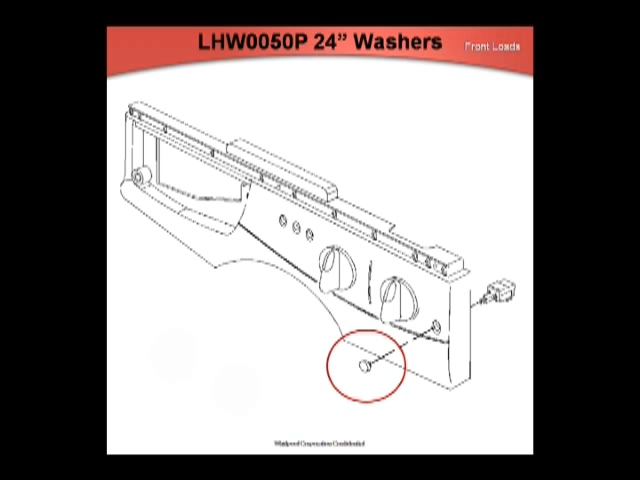 LHW0050P 24” Washers
Front Loads
Whirlpool Corporation Confidential